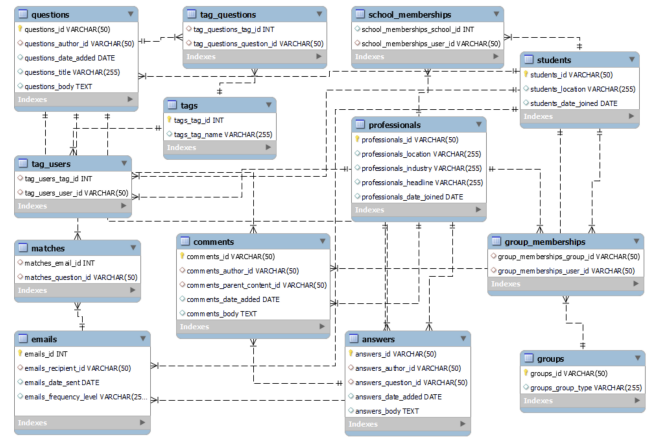 questions
questions_id VARCHAR(50)
questions_author_id VARCHAR(50)
questions_date_added DATE
questions_title VARCHAR(255)
questions_body TEXT
Indexes
tag_questions
tag_questions_tag_id INT
tag_questions_question_id VARCHAR(50)
Indexes
school_memberships
school_memberships_school_id INT
school_memberships_user_id VARCHAR(50)
Indexes
students
students_id VARCHAR(50)
students_location VARCHAR(255)
students_date_joined DATE
Indexes
tags
tags_tag_id INT
tags_tag_name VARCHAR(255)
Indexes
professionals
professionals_id VARCHAR(50)
professionals_location VARCHAR(255)
professionals_industry VARCHAR(255)
professionals_headline VARCHAR(255)
professionals_date_joined DATE
Indexes
tag_users
tag_users_tag_id INT
tag_users_user_id VARCHAR(50)
Indexes
matches
matches_email_id INT
matches_question_id VARCHAR(50)
Indexes
comments
comments_id VARCHAR(50)
comments_author_id VARCHAR(50)
comments_parent_content_id VARCHAR(50)
comments_date_added DATE
comments_body TEXT
Indexes
group_memberships
group_memberships_group_id VARCHAR(50)
group_memberships_user_id VARCHAR(50)
Indexes
emails
emails_id INT
emails_recipient_id VARCHAR(50)
emails_date_sent DATE
emails_frequency_level VARCHAR(25...
Indexes
answers
answers_id VARCHAR(50)
answers_author_id VARCHAR(50)
answers_question_id VARCHAR(50)
answers_date_added DATE
answers_body TEXT
Indexes
groups
groups_id VARCHAR(50)
groups_group_type VARCHAR(255)
Indexes